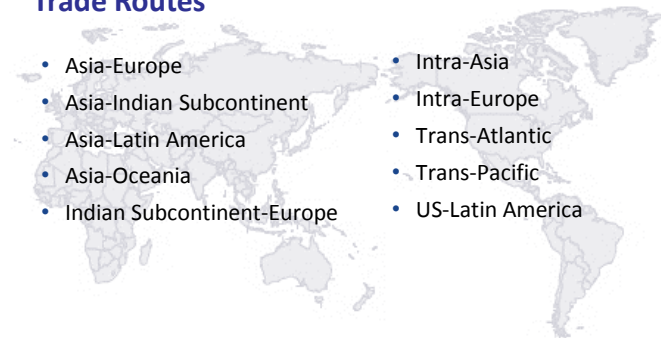 Trade Routes
• Asia-Europe
• Asia-Indian Subcontinent
• Asia-Latin America
• Asia-Oceania
• Indian Subcontinent-Europe
• Intra-Asia
• Intra-Europe
• Trans-Atlantic
• Trans-Pacific
• US-Latin America